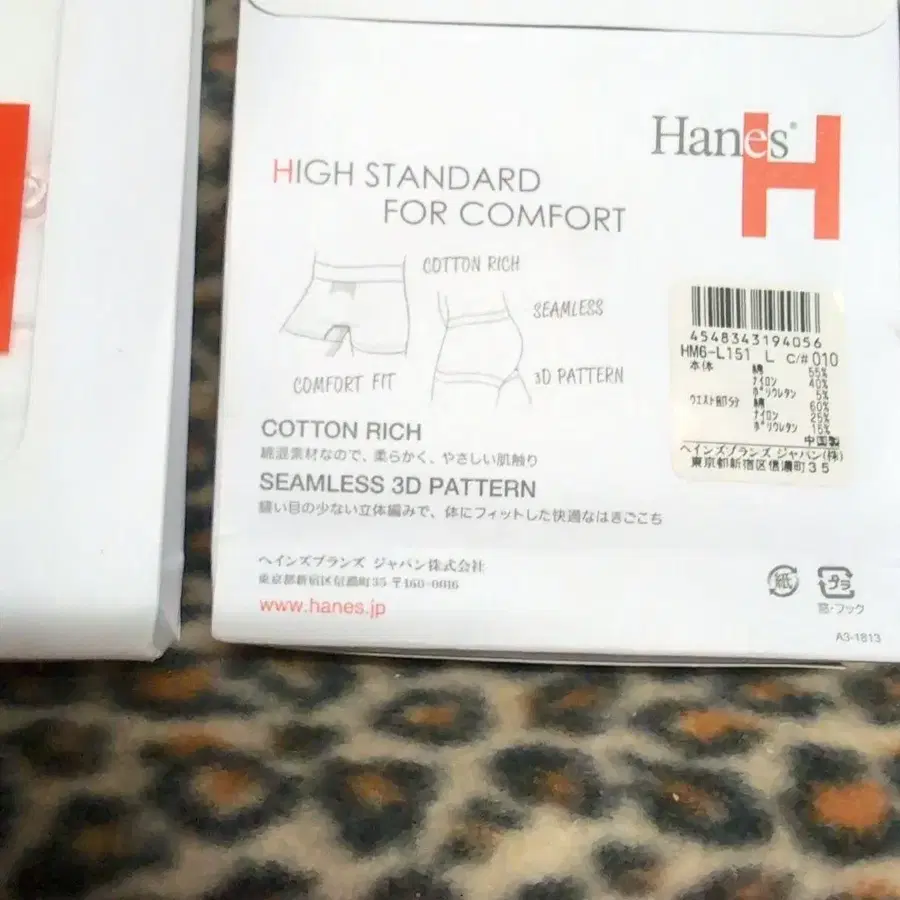 Hanes®
H
HIGH STANDARD
FOR COMFORT
COTTON RICH
SEAMLESS
COMFORT FIT
3D PATTERN
4548343194056
HM6-L151 L C/# 010
本体 綿 55%
ナイロン 40%
ポリウレタン 5%
ウエスト部分 綿 60%
ナイロン 25%
ポリウレタン 15%
中国製
ヘインズブランズ ジャパン(株)
東京都新宿区信濃町35
COTTON RICH
綿混素材なので、柔らかく、やさしい肌触り
SEAMLESS 3D PATTERN
縫い目の少ない立体編みで、体にフィットした快適なはきごこち
ヘインズブランズ ジャパン株式会社
東京都新宿区信濃町35 〒160-0016
www.hanes.jp
紙
プラ
窓・フック
A3-1813